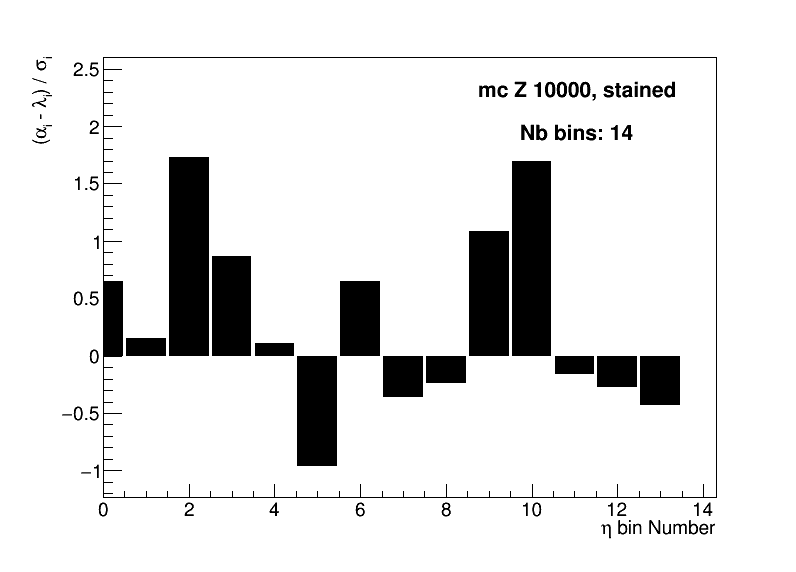 (αi - λi) / σi
2.5
2
1.5
1
0.5
0
−0.5
−1
mc Z 10000, stained
Nb bins: 14
0 2 4 6 8 10 12 14
η bin Number